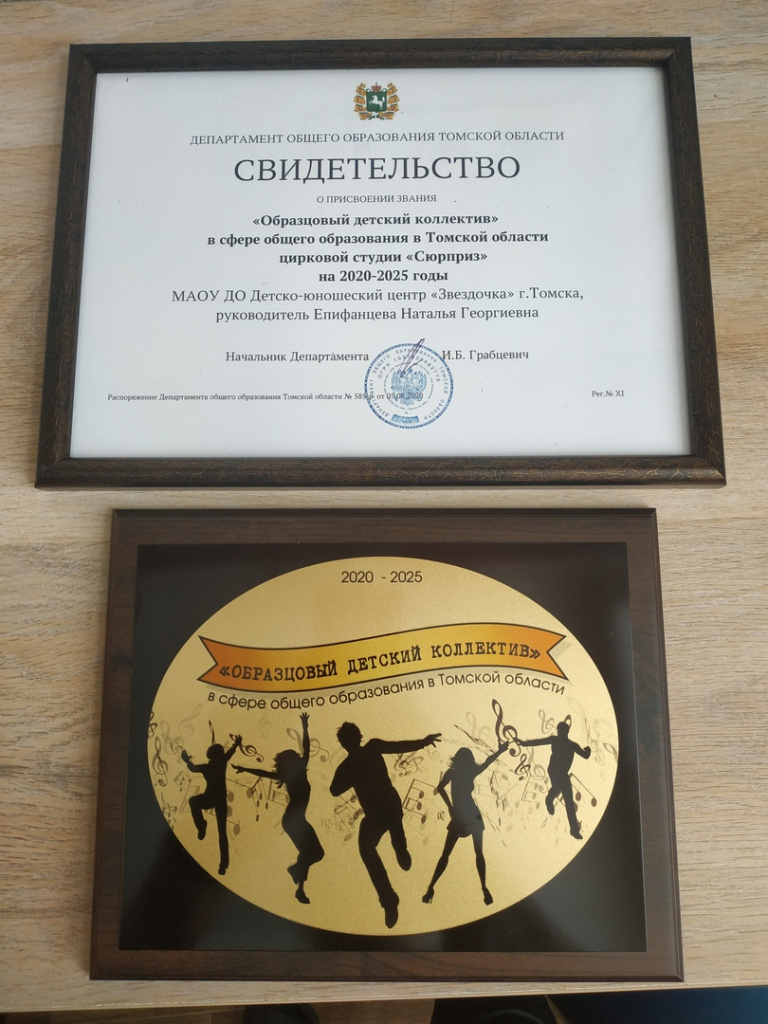 ДЕПАРТАМЕНТ ОБЩЕГО ОБРАЗОВАНИЯ ТОМСКОЙ ОБЛАСТИ
СВИДЕТЕЛЬСТВО
О ПРИСВОЕНИИ ЗВАНИЯ
«Образцовый детский коллектив»
в сфере общего образования в Томской области
цирковой студии «Сюрприз»
на 2020-2025 годы
МАОУ ДО Детско-юношеский центр «Звездочка» г.Томска,
руководитель Епифанцева Наталья Георгиевна
Начальник Департамента И.Б. Грабцевич
Распоряжение Департамента общего образования Томской области № от 2020 Рег.№ XI
2020 - 2025
«ОБРАЗЦОВЫЙ ДЕТСКИЙ КОЛЛЕКТИВ»
в сфере общего образования в Томской области